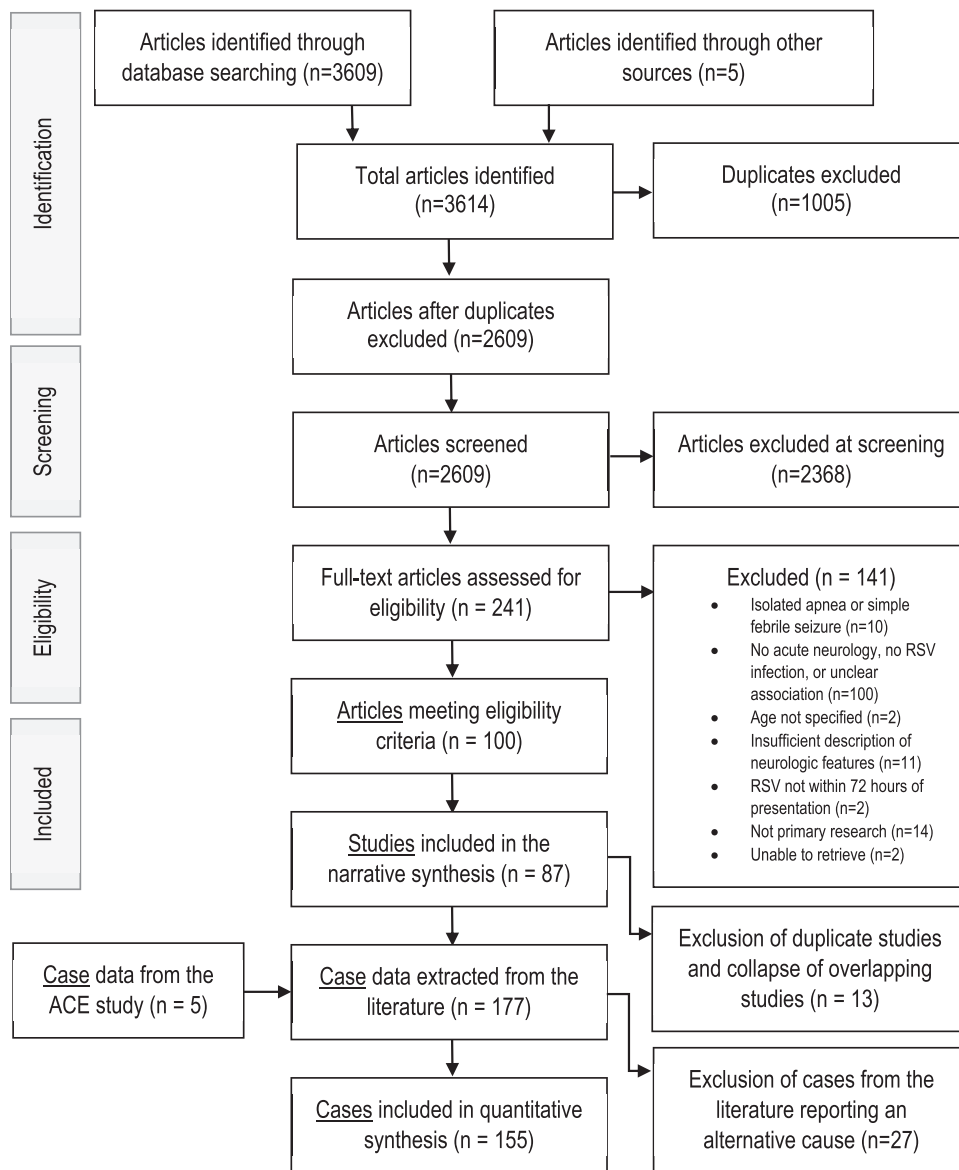 Identification
Articles identified through
database searching (n=3609)
Articles identified through other
sources (n=5)
Total articles identified
(n=3614)
Duplicates excluded
(n=1005)
Articles after duplicates
excluded (n=2609)
Screening
Articles screened
(n=2609)
Articles excluded at screening
(n=2368)
Eligibility
Full-text articles assessed for
eligibility (n = 241)
Excluded (n = 141)
• Isolated apnea or simple
febrile seizure (n=10)
• No acute neurology, no RSV
infection, or unclear
association (n=100)
• Age not specified (n=2)
• Insufficient description of
neurologic features (n=11)
• RSV not within 72 hours of
presentation (n=2)
• Not primary research (n=14)
• Unable to retrieve (n=2)
Articles meeting eligibility
criteria (n = 100)
Included
Studies included in the
narrative synthesis (n = 87)
Exclusion of duplicate studies
and collapse of overlapping
studies (n = 13)
Case data from the
ACE study (n = 5)
Case data extracted from the
literature (n = 177)
Exclusion of cases from the
literature reporting an
alternative cause (n=27)
Cases included in quantitative
synthesis (n = 155)